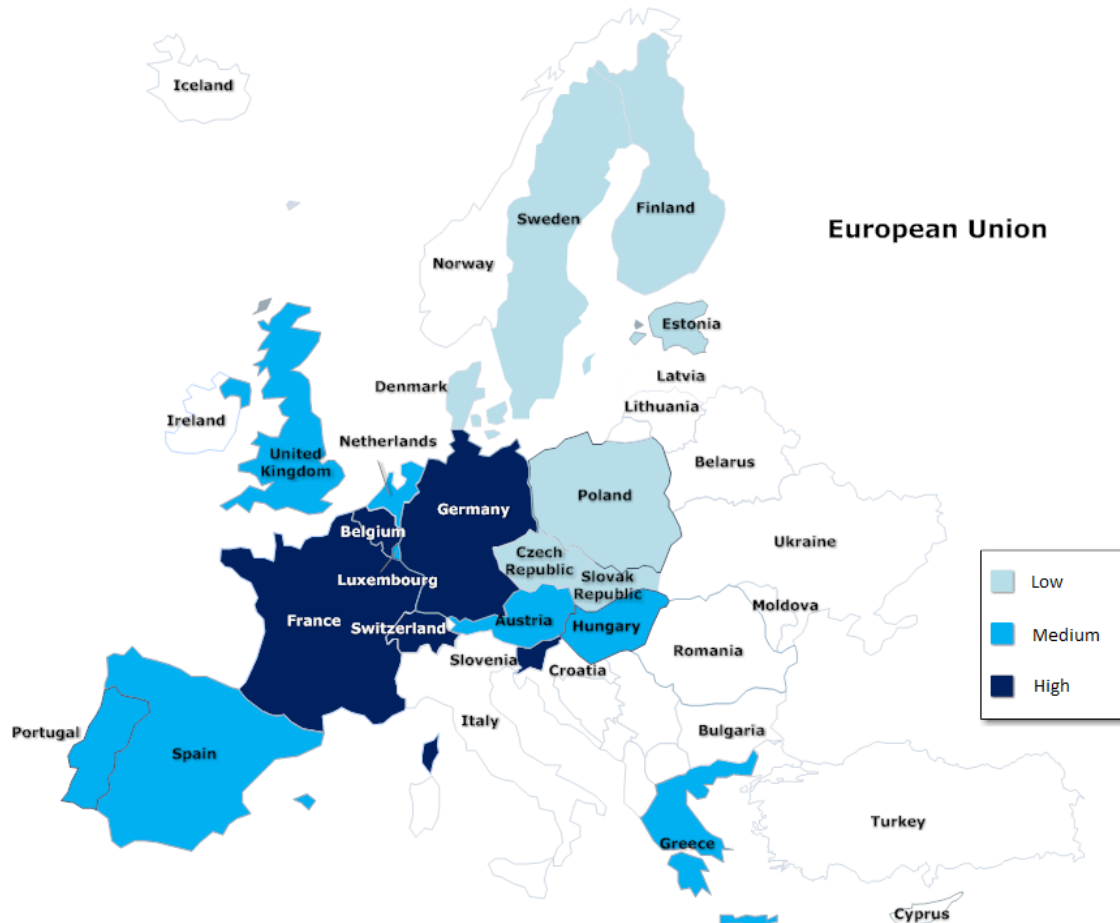 Iceland
Sweden
Finland
European Union
Norway
Estonia
Latvia
Denmark
Lithuania
Ireland
Netherlands
United
Kingdom
Belarus
Poland
Germany
Belgium
Ukraine
Czech
Republic
Slovak
Republic
Luxembourg
Low
Moldova
France
Switzerland
Austria
Hungary
Medium
Romania
Slovenia
Croatia
High
Italy
Portugal
Bulgaria
Spain
Turkey
Greece
Cyprus